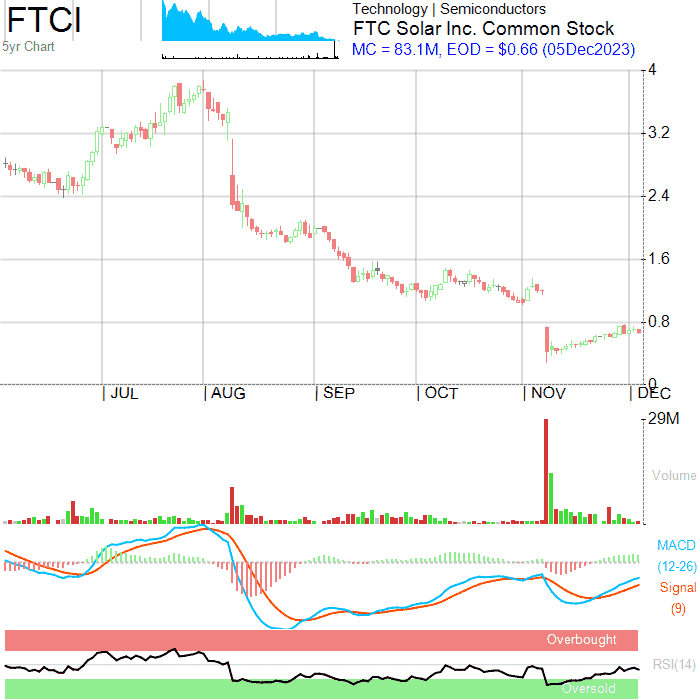 FTCI
5yr Chart
Technology | Semiconductors
FTC Solar Inc. Common Stock
MC = 83.1M, EOD = $0.66 (05Dec2023)
4
3.2
2.4
1.6
0.8
0
| JUL | AUG | SEP | OCT | NOV | DEC
29M
Volume
MACD
(12-26)
Signal
(9)
Overbought
RSI(14)
Oversold